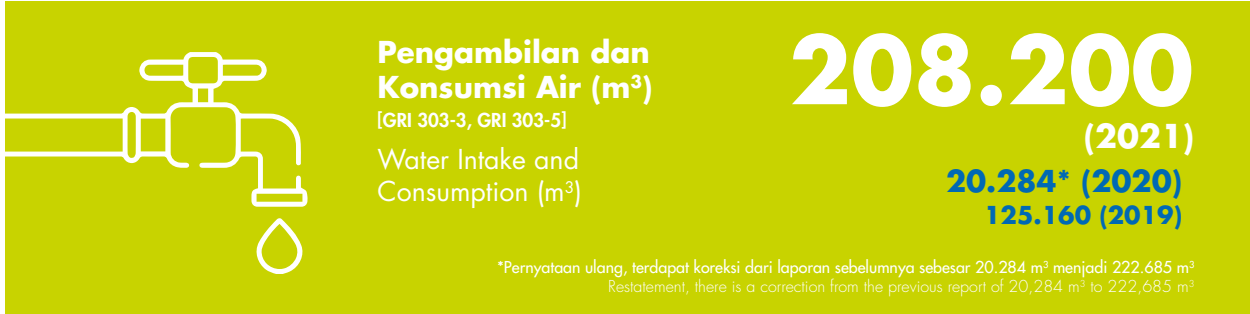 Pengambilan dan
Konsumsi Air (m³)
[GRI 303-3, GRI 303-5]
Water Intake and
Consumption (m³)
208.200
(2021)
20.284* (2020)
125.160 (2019)
*Pernyataan ulang, terdapat koreksi dari laporan sebelumnya sebesar 20.284 m³ menjadi 222.685 m³
Restatement, there is a correction from the previous report of 20,284 m³ to 222,685 m³